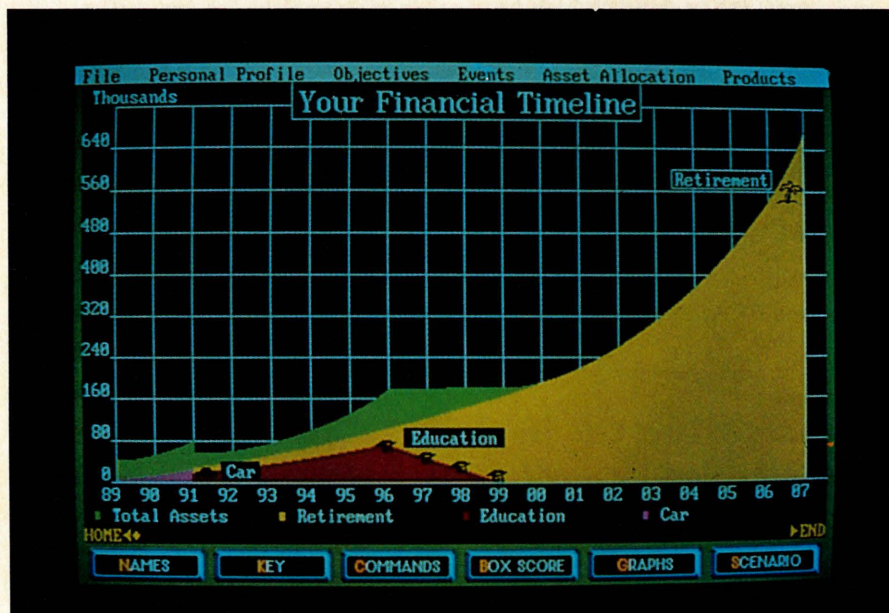 File Personal Profile Objectives Events Asset Allocation Products
Thousands
Your Financial Timeline
640
560
Retirement
480
400
320
240
160
80
Education
0
Car
89 90 91 92 93 94 95 96 97 98 99 00 01 02 03 04 05 06 07
Total Assets Retirement Education Car
HOME END
NAMES KEY COMMANDS BOX SCORE GRAPHS SCENARIO